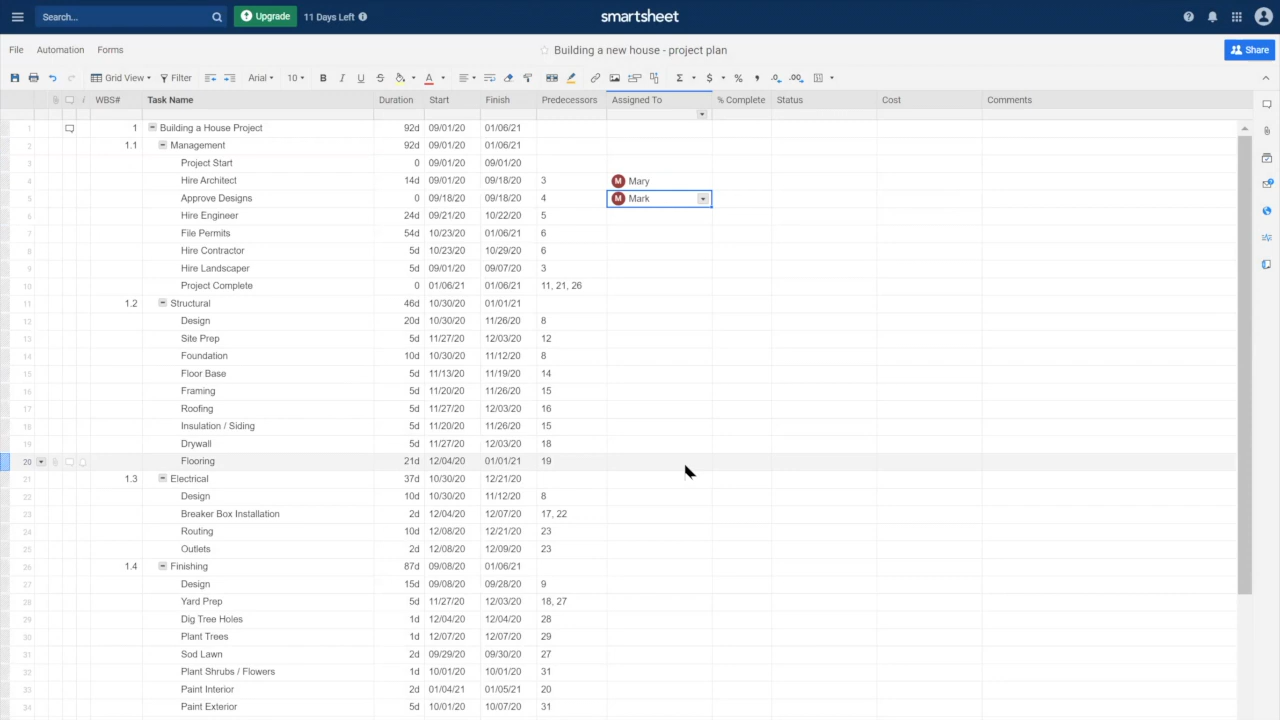 Search...
Upgrade
11 Days Left
smartsheet
File Automation Forms
Building a new house - project plan
Share
Grid View Filter Arial 10 B I U S A Σ $ % , .0 .00
WBS# Task Name Duration Start Finish Predecessors Assigned To % Complete Status Cost Comments
1 1 Building a House Project 92d 09/01/20 01/06/21
2 1.1 Management 92d 09/01/20 01/06/21
3 Project Start 0 09/01/20 09/01/20
4 Hire Architect 14d 09/01/20 09/18/20 3 M Mary
5 Approve Designs 0 09/18/20 09/18/20 4 M Mark
6 Hire Engineer 24d 09/21/20 10/22/20 5
7 File Permits 54d 10/23/20 01/06/21 6
8 Hire Contractor 5d 10/23/20 10/29/20 6
9 Hire Landscaper 5d 09/01/20 09/07/20 3
10 Project Complete 0 01/06/21 01/06/21 11, 21, 26
11 1.2 Structural 46d 10/30/20 01/01/21
12 Design 20d 10/30/20 11/26/20 8
13 Site Prep 5d 11/27/20 12/03/20 12
14 Foundation 10d 10/30/20 11/12/20 8
15 Floor Base 5d 11/13/20 11/19/20 14
16 Framing 5d 11/20/20 11/26/20 15
17 Roofing 5d 11/27/20 12/03/20 16
18 Insulation / Siding 5d 11/20/20 11/26/20 15
19 Drywall 5d 11/27/20 12/03/20 18
20 Flooring 21d 12/04/20 01/01/21 19
21 1.3 Electrical 37d 10/30/20 12/21/20
22 Design 10d 10/30/20 11/12/20 8
23 Breaker Box Installation 2d 12/04/20 12/07/20 17, 22
24 Routing 10d 12/08/20 12/21/20 23
25 Outlets 2d 12/08/20 12/09/20 23
26 1.4 Finishing 87d 09/08/20 01/06/21
27 Design 15d 09/08/20 09/28/20 9
28 Yard Prep 5d 11/27/20 12/03/20 18, 27
29 Dig Tree Holes 1d 12/04/20 12/04/20 28
30 Plant Trees 1d 12/07/20 12/07/20 29
31 Sod Lawn 2d 09/29/20 09/30/20 27
32 Plant Shrubs / Flowers 1d 10/01/20 10/01/20 31
33 Paint Interior 2d 01/04/21 01/05/21 20
34 Paint Exterior 5d 10/01/20 10/07/20 31